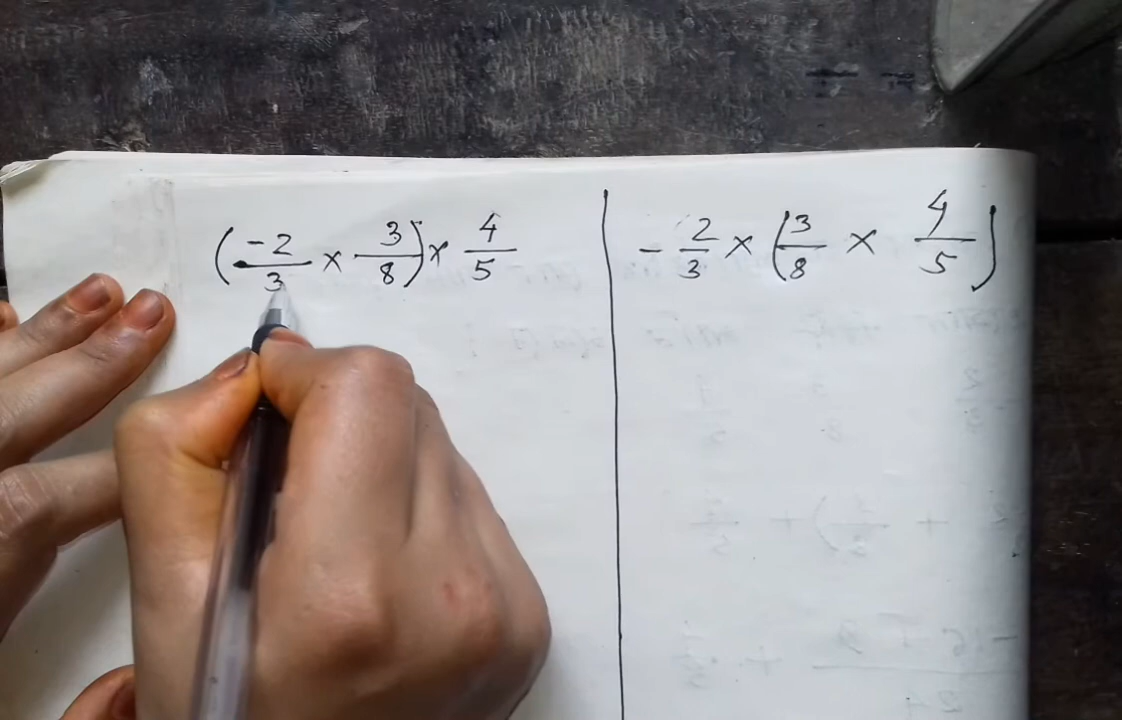 (-2/3 × 3/8) × 4/5
- 2/3 × (3/8 × 4/5)